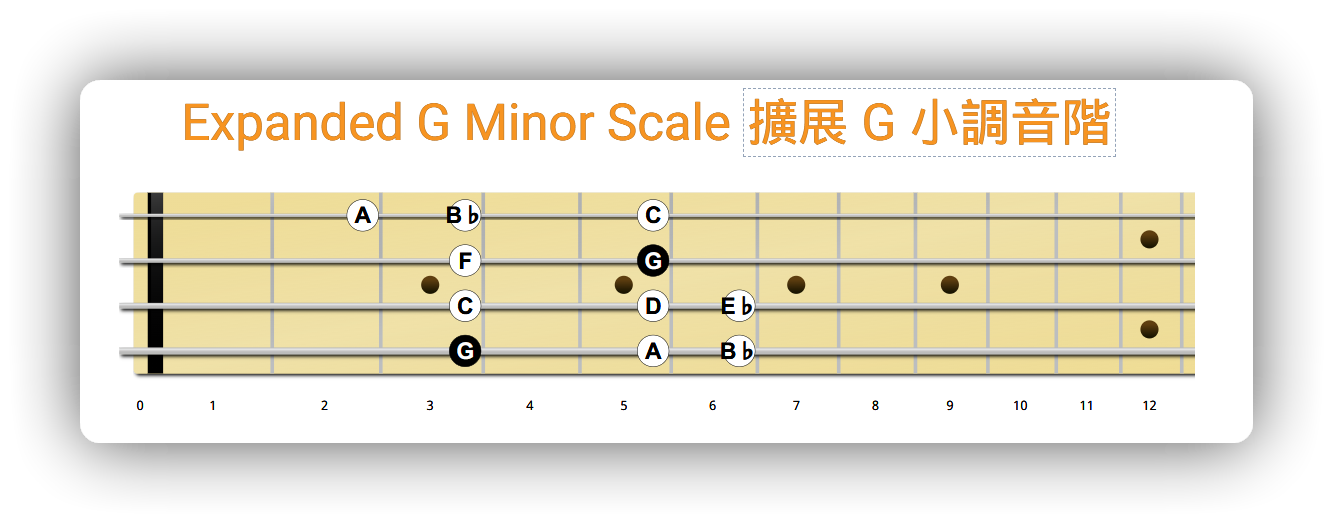 Expanded G Minor Scale 擴展 G 小調音階
A B♭ C
F G
C D E♭
G A B♭
0 1 2 3 4 5 6 7 8 9 10 11 12